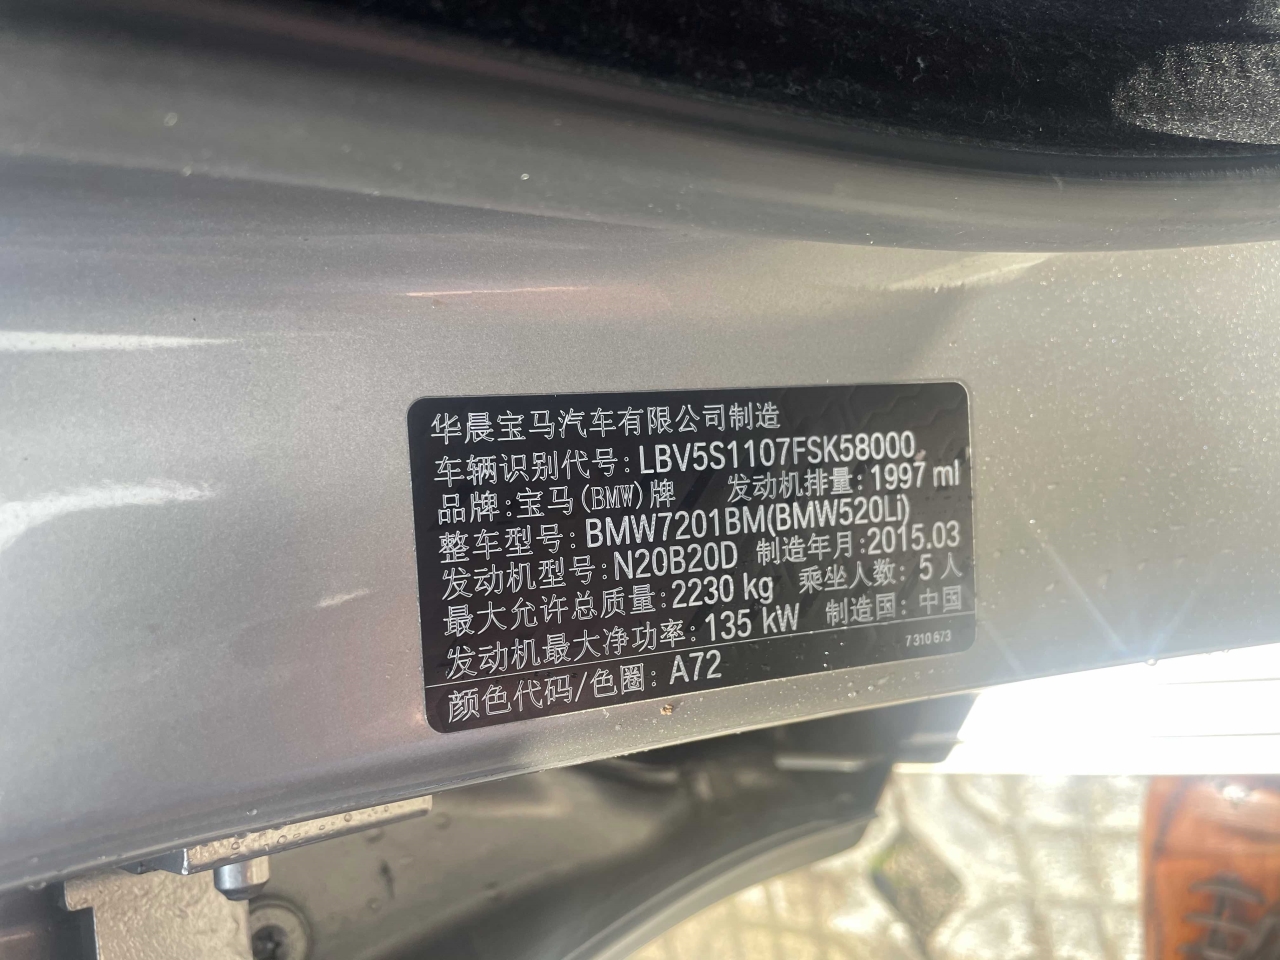 华晨宝马汽车有限公司制造
车辆识别代号: LBV5S1107FSK58000
品牌:宝马(BMW)牌 发动机排量: 1997 ml
整车型号: BMW7201BM(BMW520Li)
发动机型号: N20B20D 制造年月:2015.03
最大允许总质量:2230 kg 乘坐人数: 5 人
发动机最大净功率: 135 kW 制造国: 中国
7 310 673
颜色代码/色圈: A72